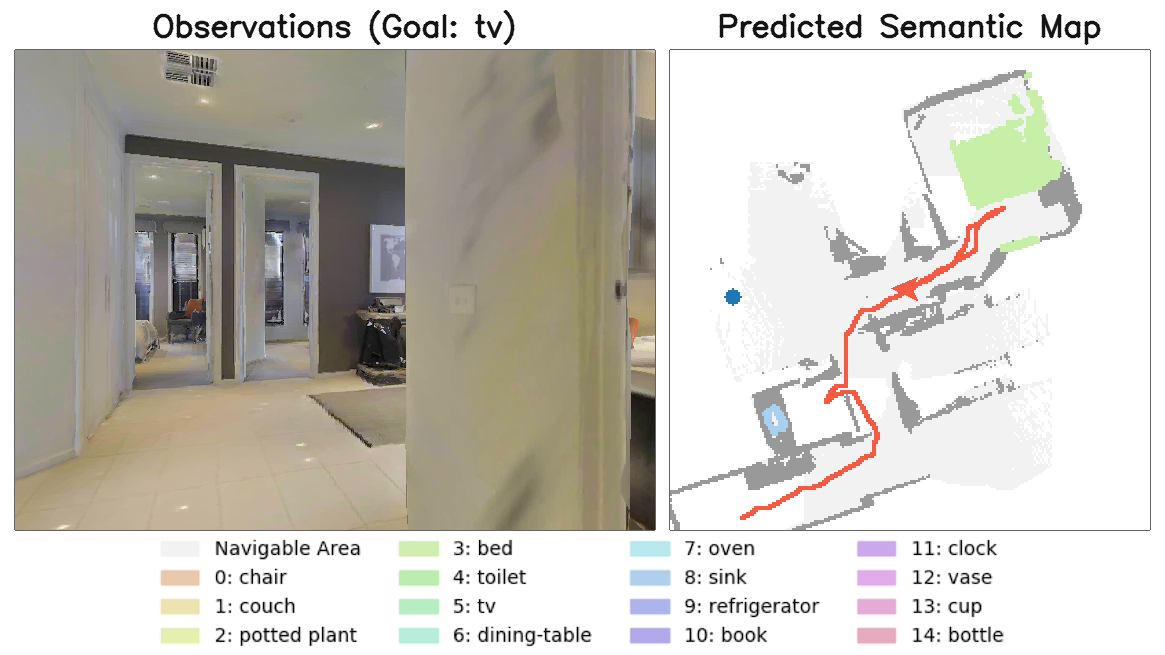 Observations (Goal: tv)
Predicted Semantic Map
Navigable Area
0: chair
1: couch
2: potted plant
3: bed
4: toilet
5: tv
6: dining-table
7: oven
8: sink
9: refrigerator
10: book
11: clock
12: vase
13: cup
14: bottle